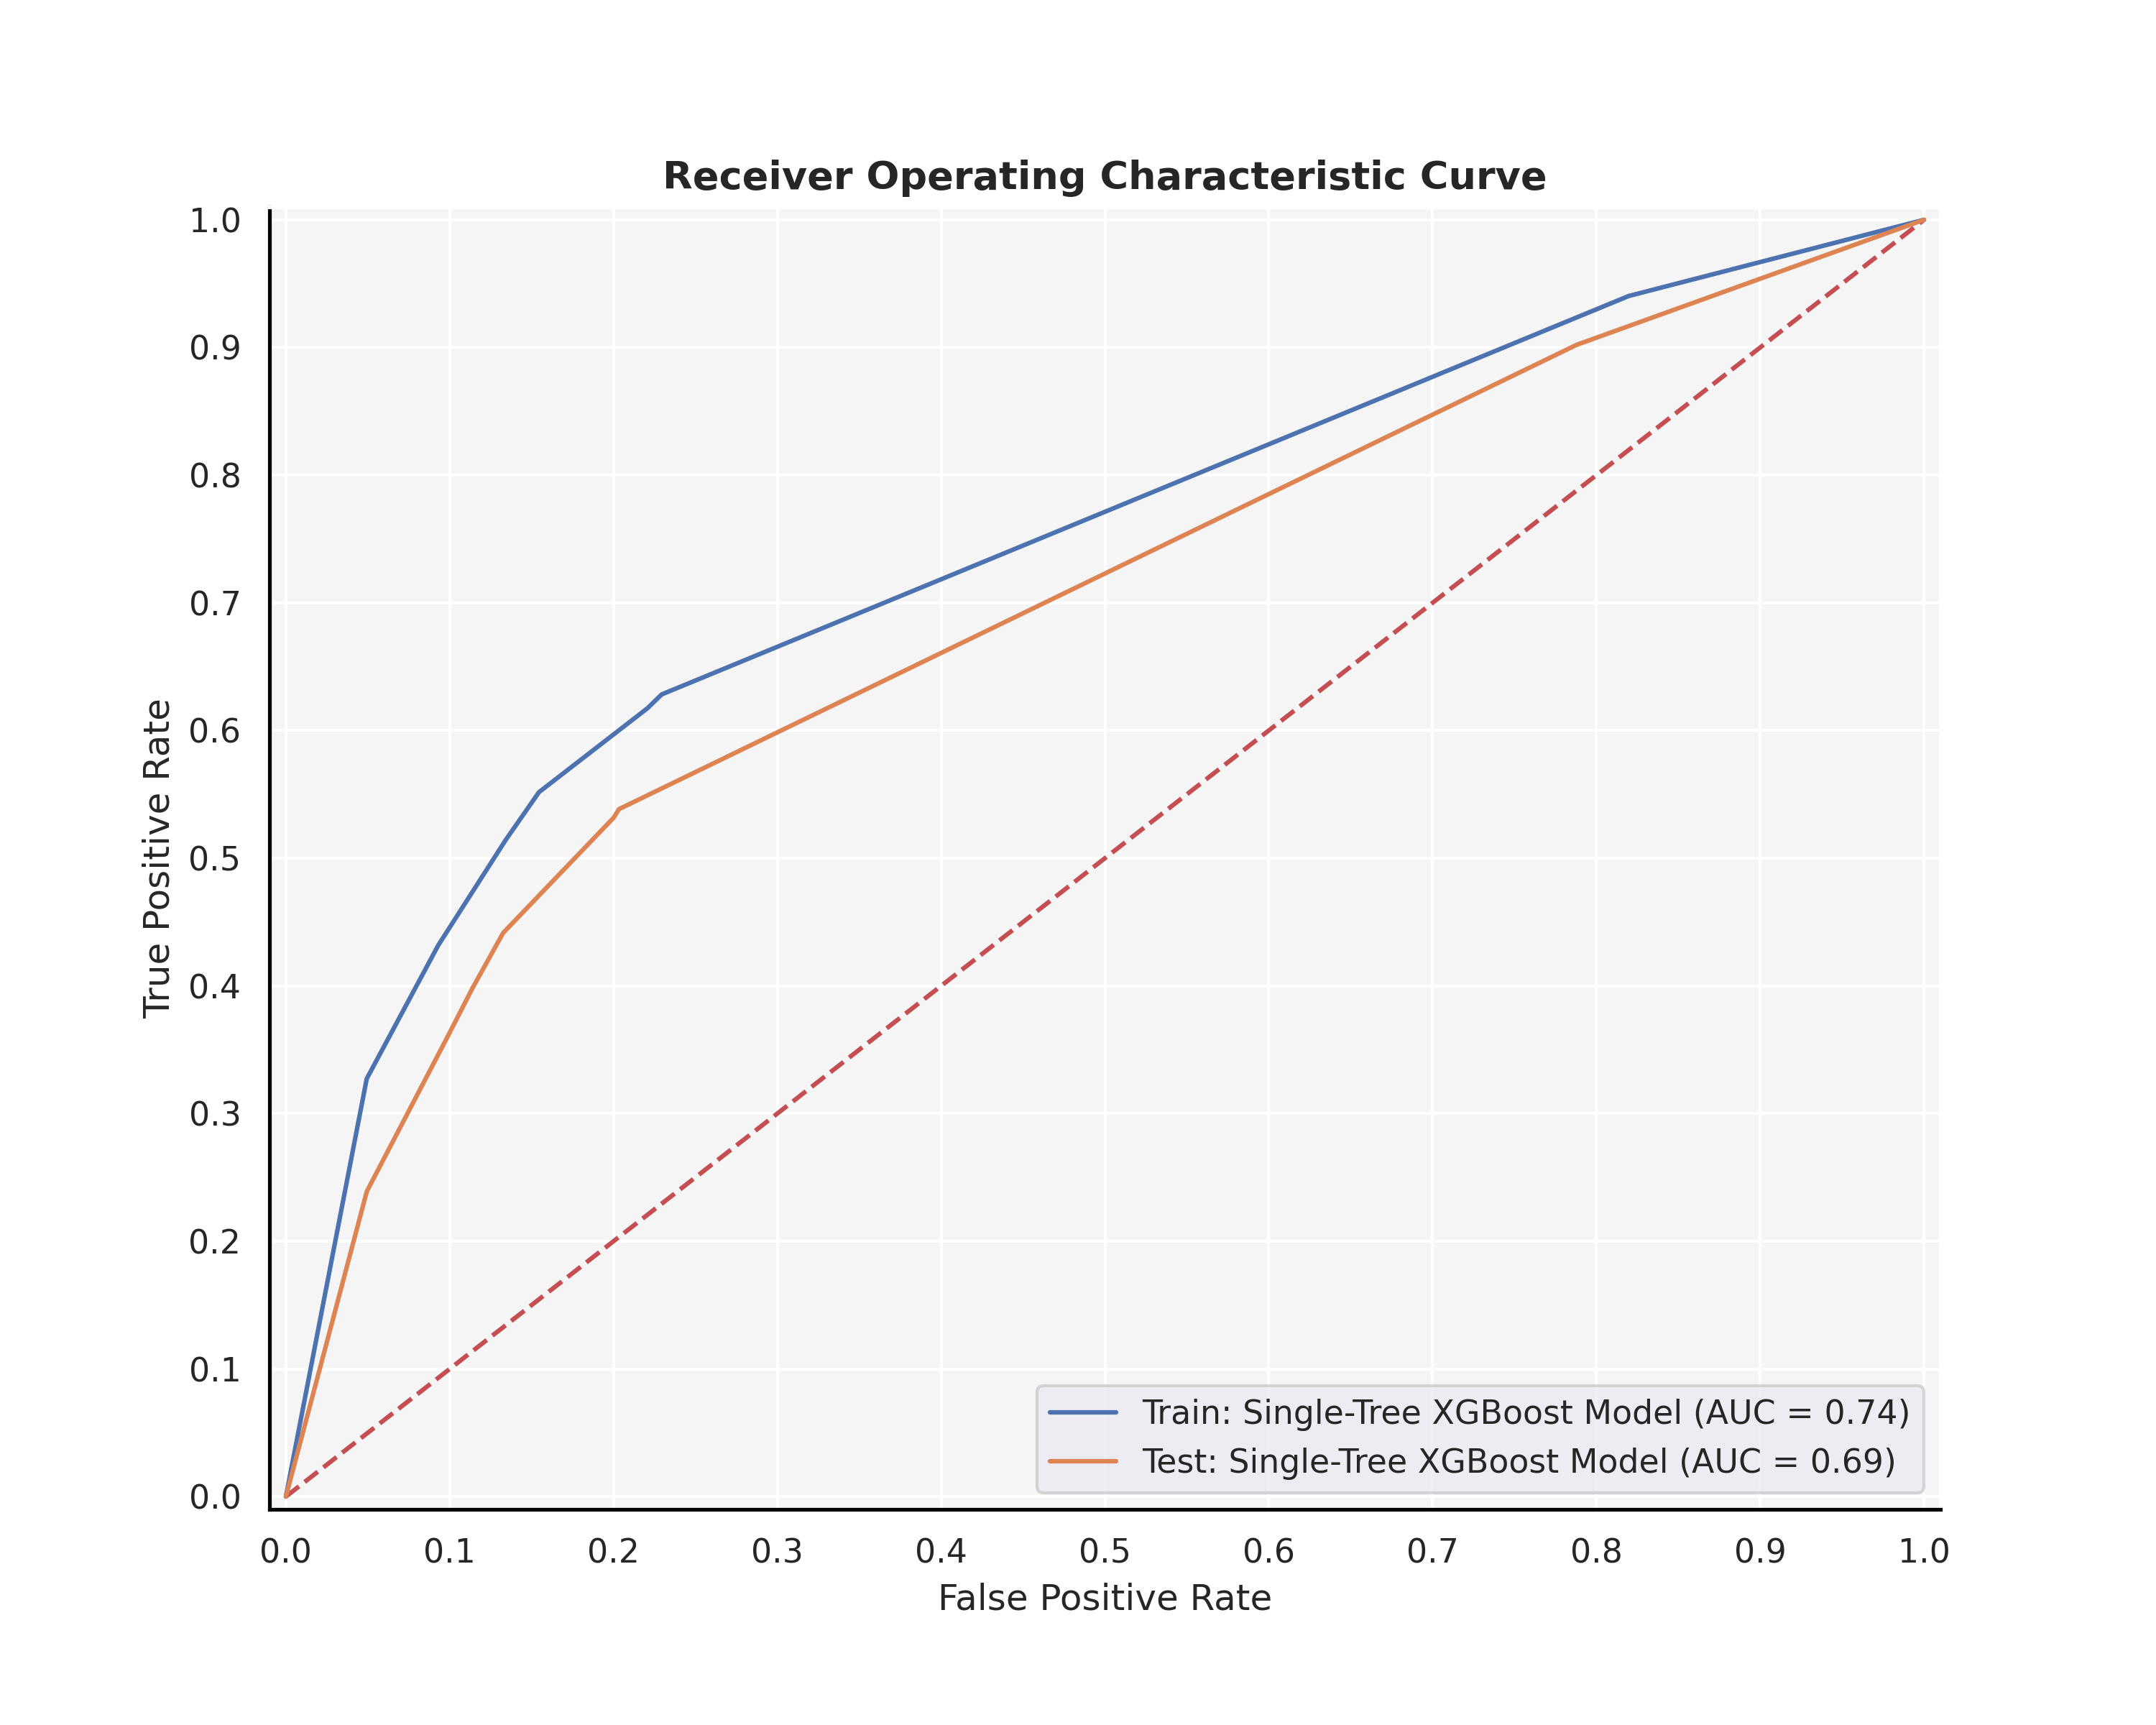 Receiver Operating Characteristic Curve
True Positive Rate
1.0
0.9
0.8
0.7
0.6
0.5
0.4
0.3
0.2
0.1
0.0
Train: Single-Tree XGBoost Model (AUC = 0.74)
Test: Single-Tree XGBoost Model (AUC = 0.69)
0.0 0.1 0.2 0.3 0.4 0.5 0.6 0.7 0.8 0.9 1.0
False Positive Rate